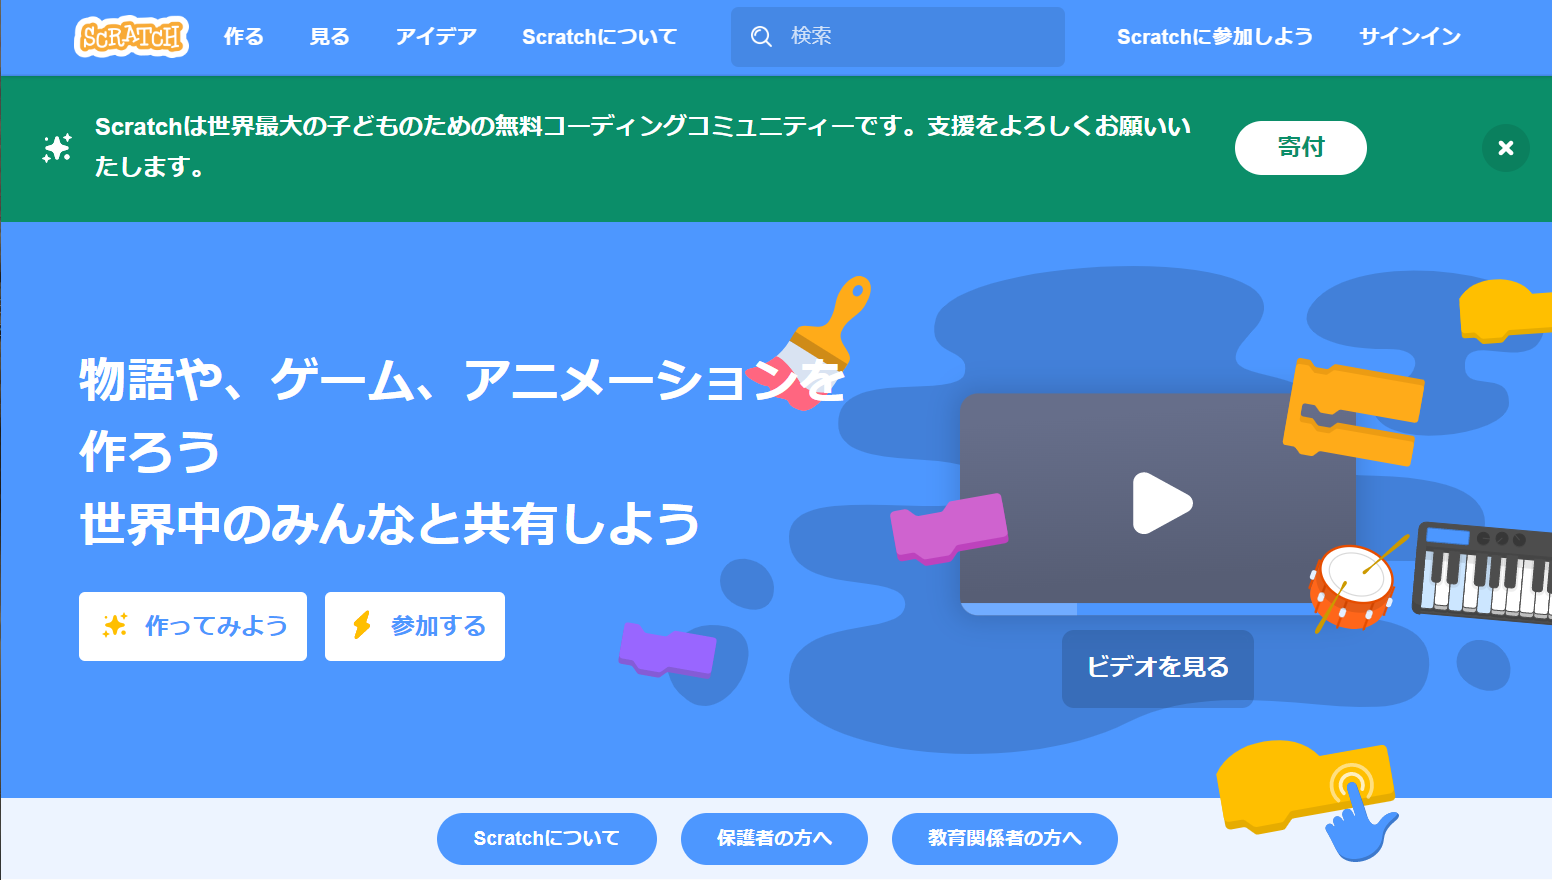 SCRATCH
作る
見る
アイデア
Scratchについて
検索
Scratchに参加しよう
サインイン
Scratchは世界最大の子どものための無料コーディングコミュニティーです。支援をよろしくお願いい
たします。
寄付
物語や、ゲーム、アニメーションを
作ろう
世界中のみんなと共有しよう
作ってみよう
参加する
ビデオを見る
Scratchについて
保護者の方へ
教育関係者の方へ